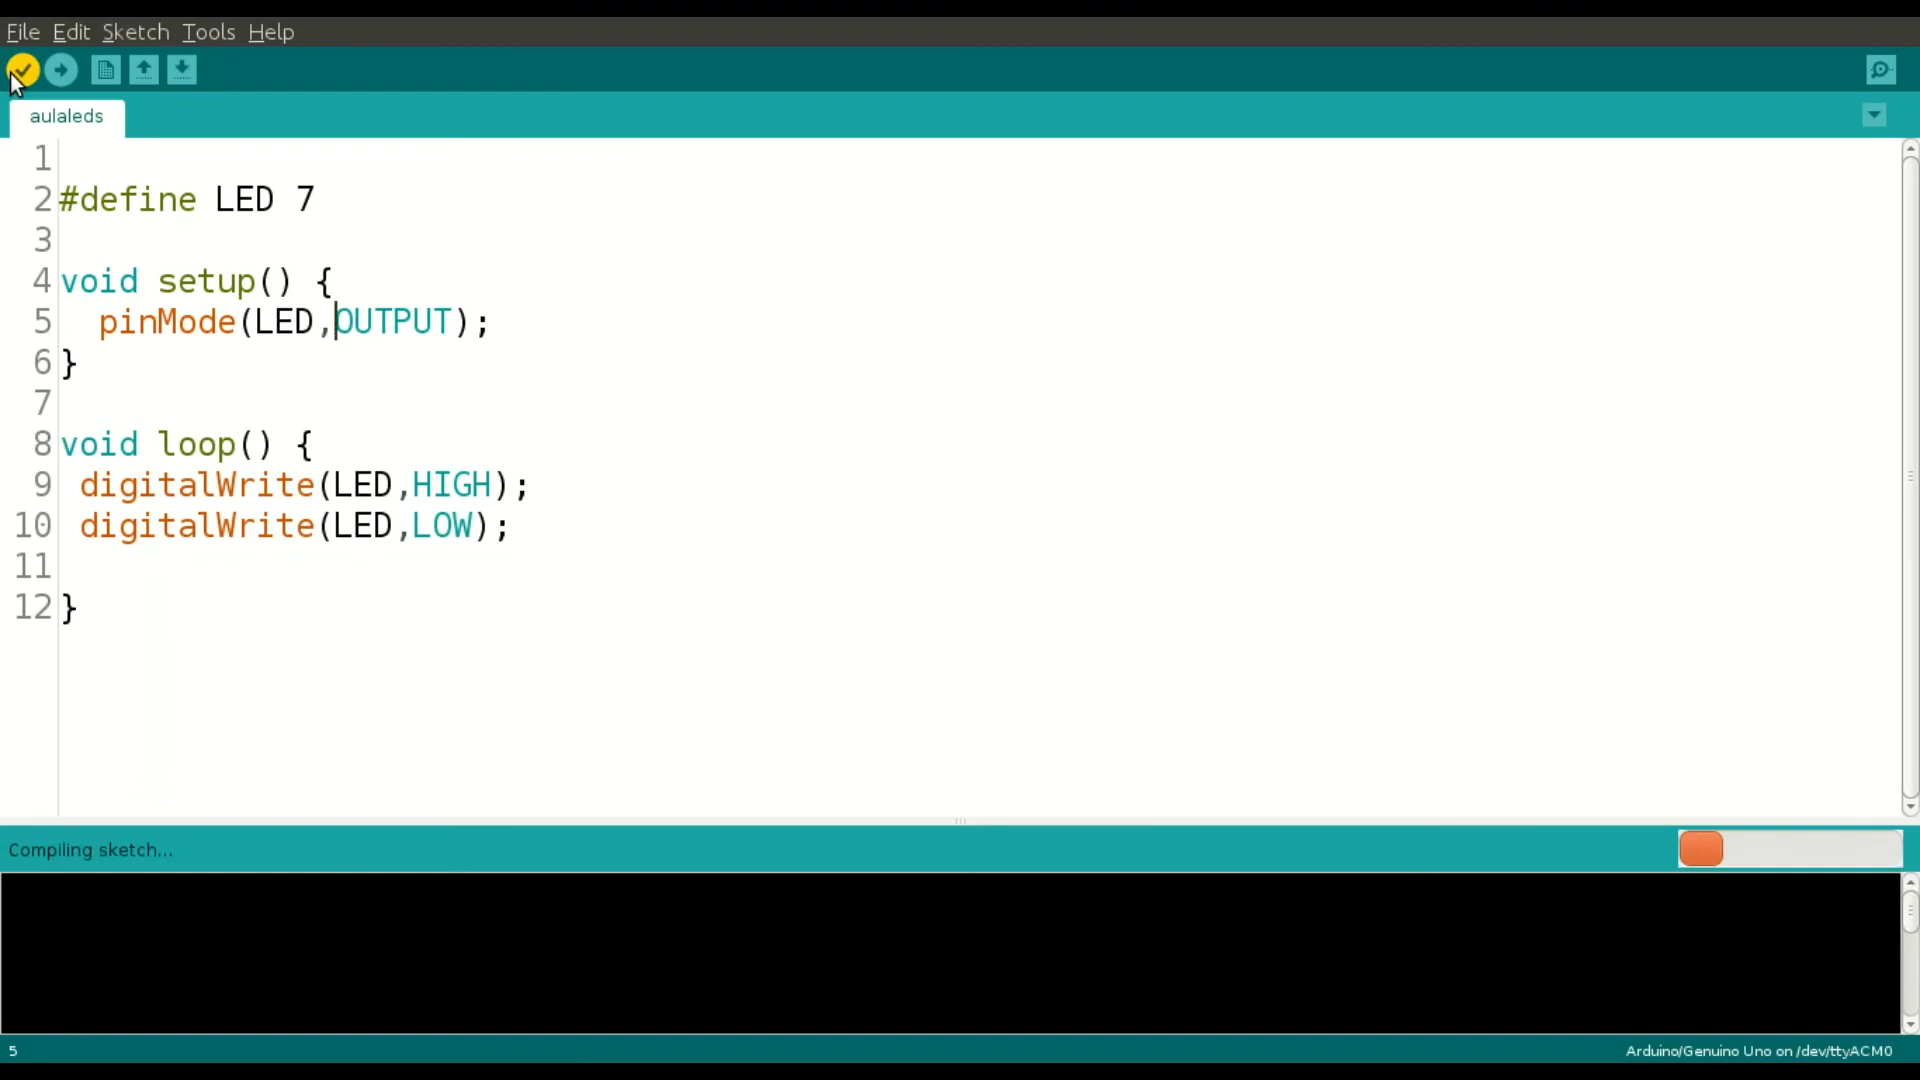 File Edit Sketch Tools Help
aulaleds
1
2 #define LED 7
3
4 void setup() {
5   pinMode(LED,OUTPUT);
6 }
7
8 void loop() {
9  digitalWrite(LED,HIGH);
10  digitalWrite(LED,LOW);
11
12 }
Compiling sketch...
5 Arduino/Genuino Uno on /dev/ttyACM0